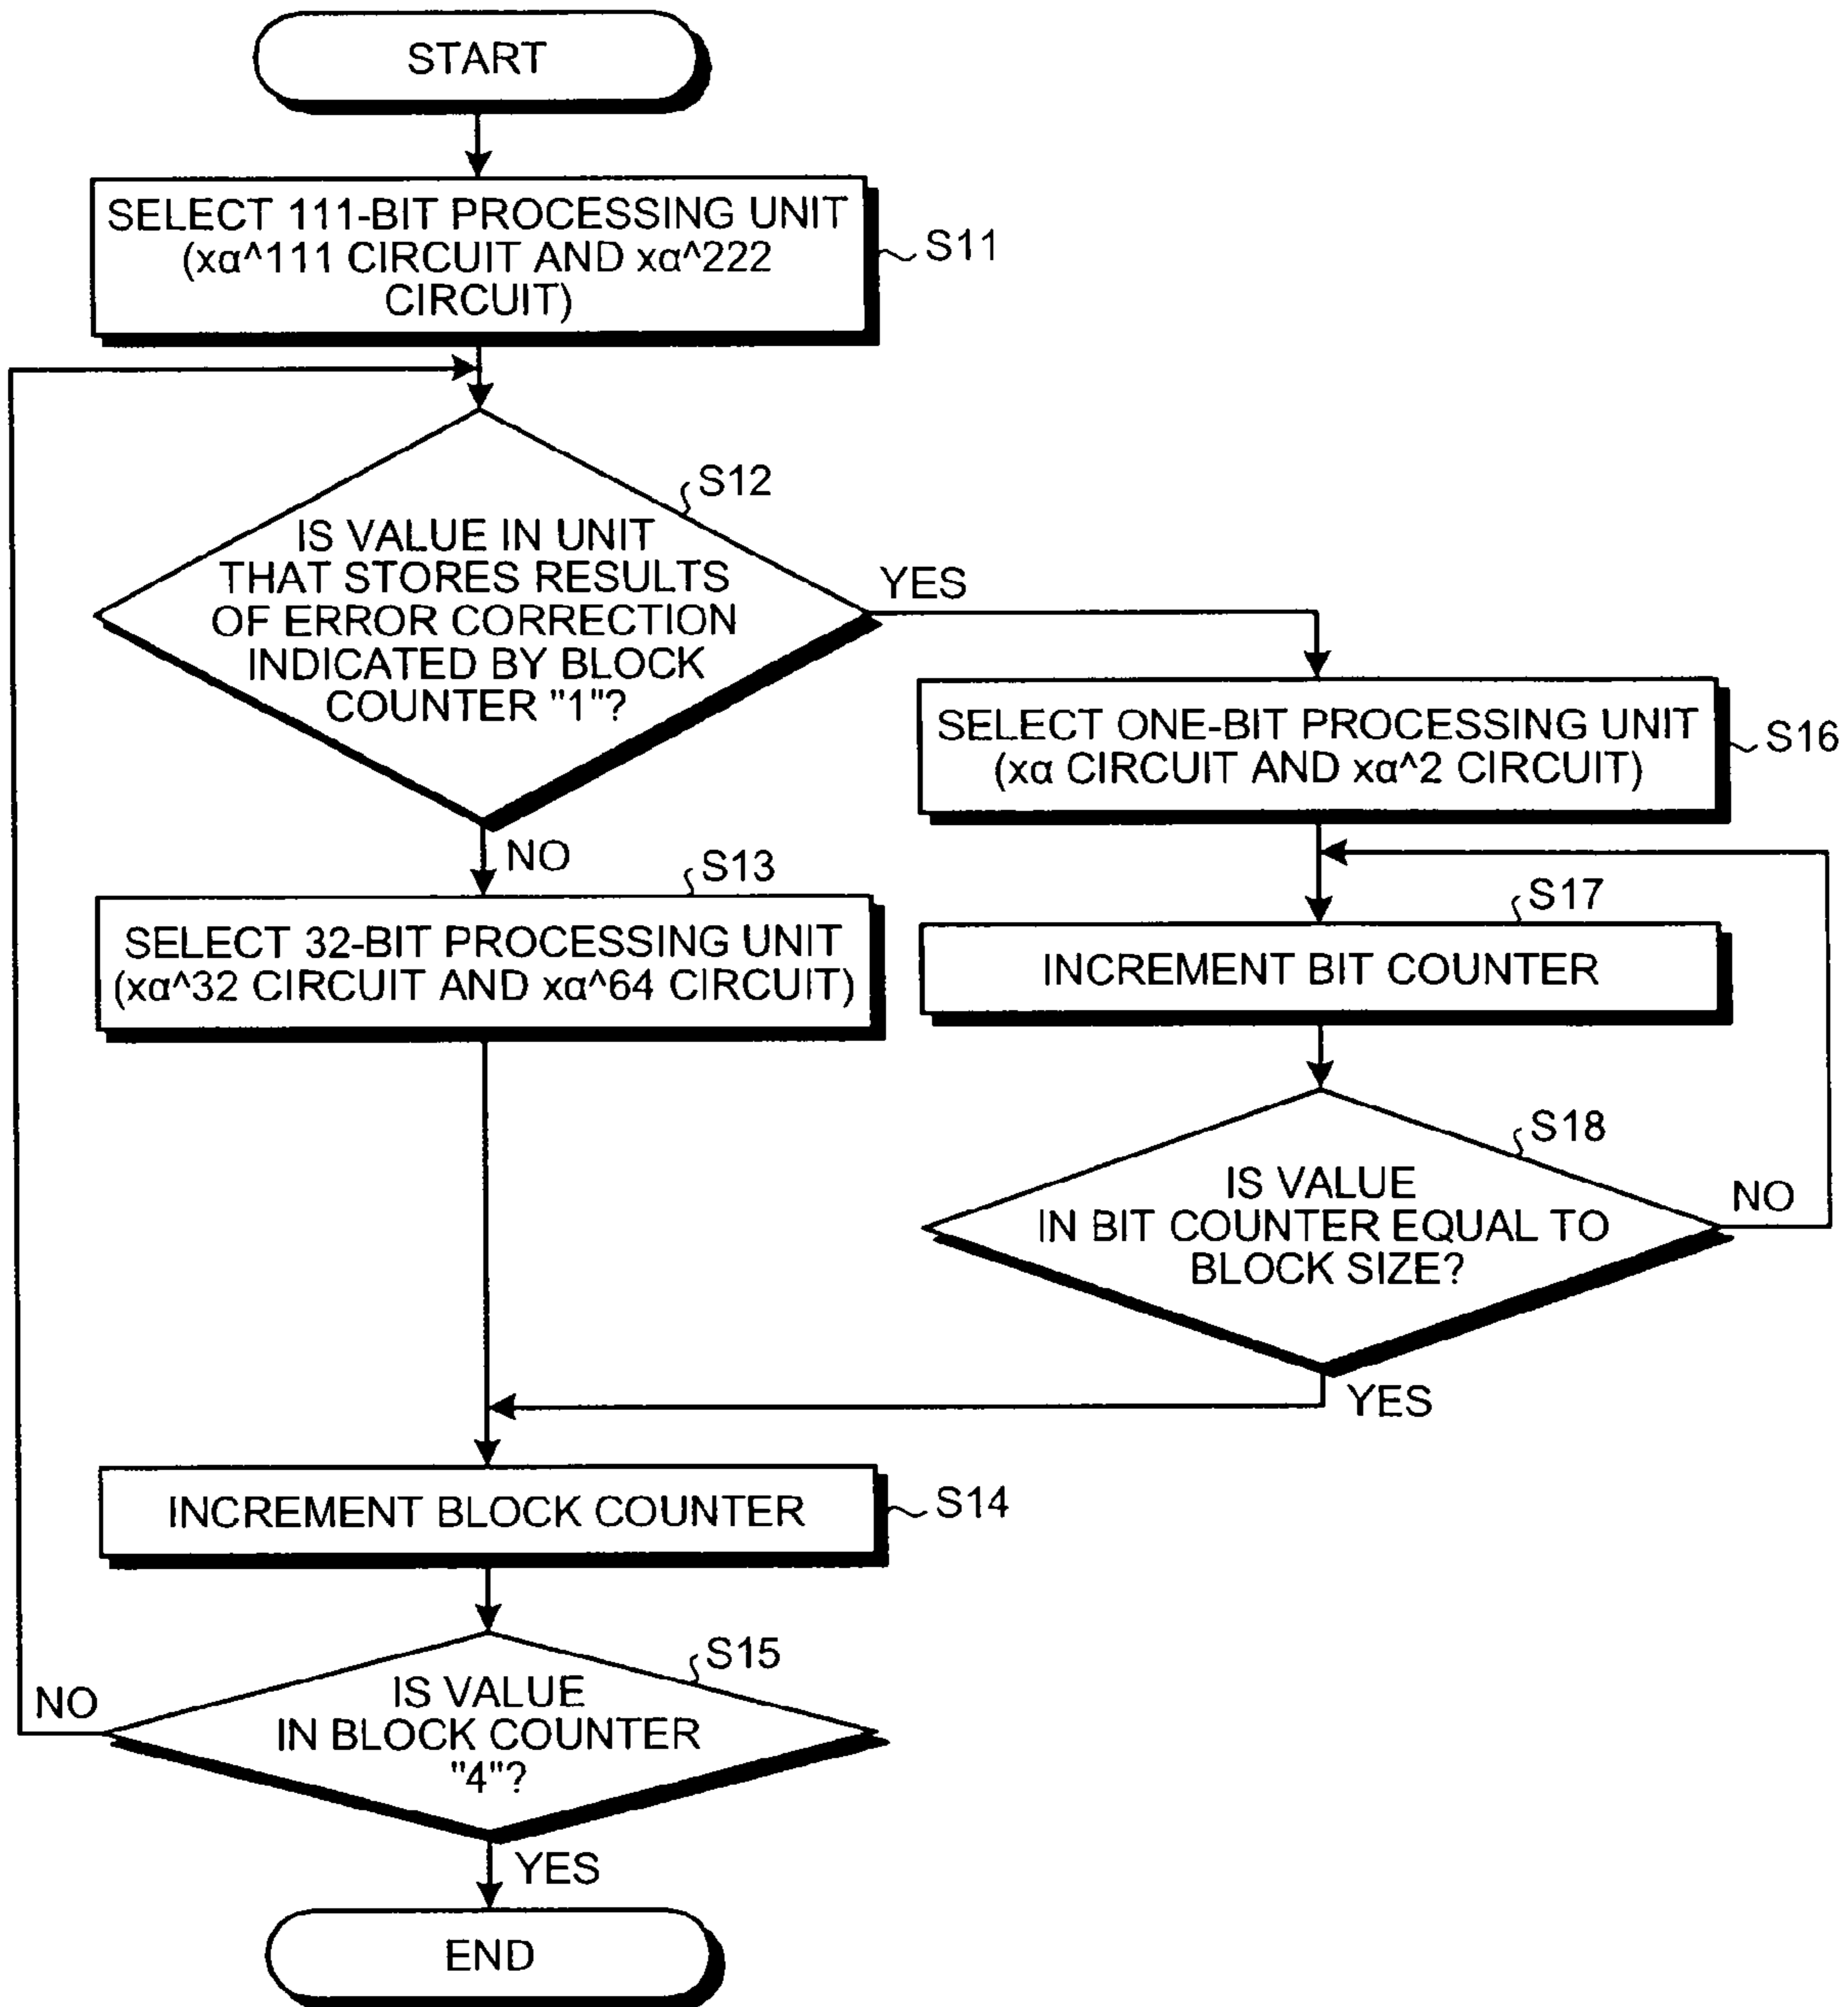 START
SELECT 111-BIT PROCESSING UNIT
(xα^111 CIRCUIT AND xα^222
CIRCUIT)
S11
S12
IS VALUE IN UNIT
THAT STORES RESULTS
OF ERROR CORRECTION
INDICATED BY BLOCK
COUNTER "1"?
YES
NO
S13
SELECT 32-BIT PROCESSING UNIT
(xα^32 CIRCUIT AND xα^64 CIRCUIT)
SELECT ONE-BIT PROCESSING UNIT
(xα CIRCUIT AND xα^2 CIRCUIT)
S16
S17
INCREMENT BIT COUNTER
S18
IS VALUE
IN BIT COUNTER EQUAL TO
BLOCK SIZE?
NO
YES
INCREMENT BLOCK COUNTER
S14
S15
IS VALUE
IN BLOCK COUNTER
"4"?
NO
YES
END